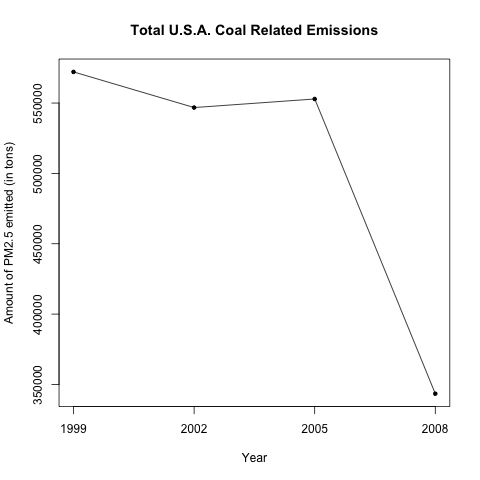 Total U.S.A. Coal Related Emissions
Amount of PM2.5 emitted (in tons)
550000
500000
450000
400000
350000
1999 2002 2005 2008
Year